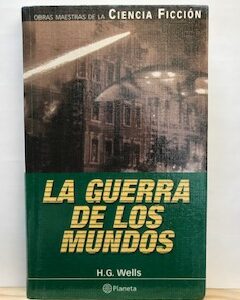 OBRAS MAESTRAS DE LA CIENCIA FICCIÓN
LA GUERRA
DE LOS
MUNDOS
H.G. Wells
Planeta